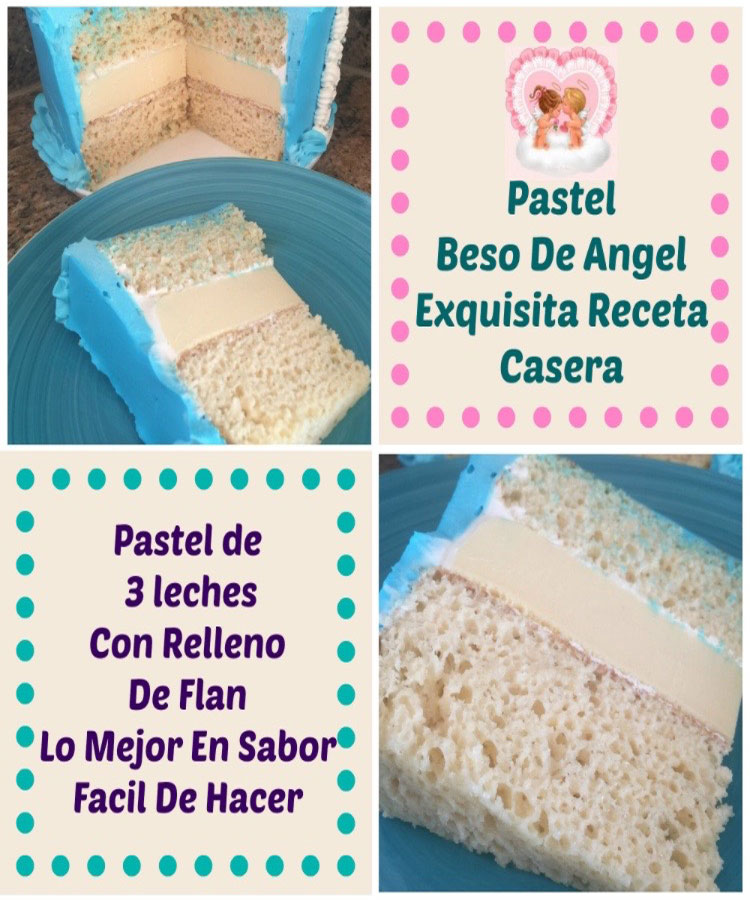 Pastel
Beso De Angel
Exquisita Receta
Casera
Pastel de
3 leches
Con Relleno
De Flan
Lo Mejor En Sabor
Facil De Hacer